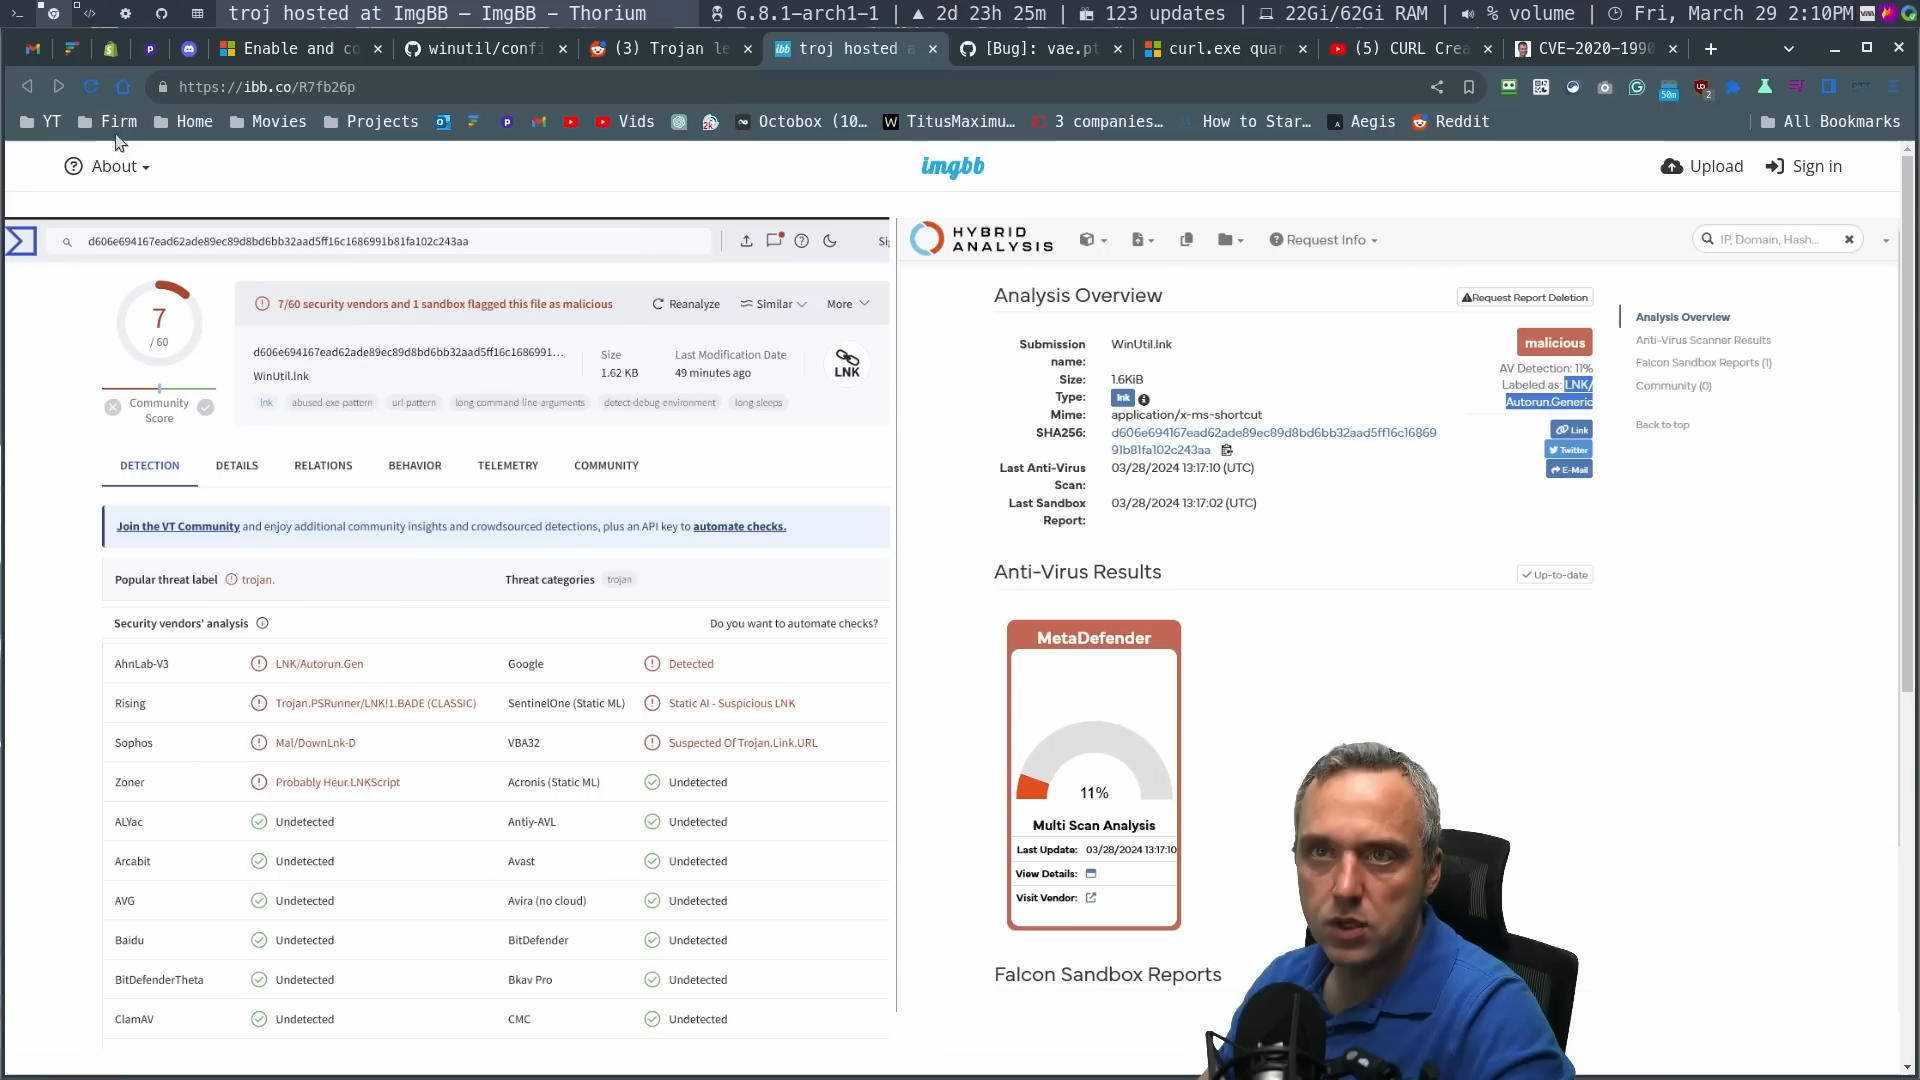 troj hosted at ImgBB — ImgBB - Thorium
6.8.1-arch1-1 | ▲ 2d 23h 25m | 123 updates | 22Gi/62Gi RAM | % volume | Fri, March 29 2:10PM
Enable and co
winutil/confi
(3) Trojan le
troj hosted a
[Bug]: vae.pt
curl.exe quar
(5) CURL Crea
CVE-2020-1990
https://ibb.co/R7fb26p
50m
2
YT Firm Home Movies Projects Vids Octobox (10… TitusMaximu… 3 companies… How to Star… Aegis Reddit All Bookmarks
About
imgbb
Upload Sign in
d606e694167ead62ade89ec89d8bd6bb32aad5ff16c1686991b81fa102c243aa
Si
7
/ 60
Community
Score
7/60 security vendors and 1 sandbox flagged this file as malicious
Reanalyze Similar More
d606e694167ead62ade89ec89d8bd6bb32aad5ff16c1686991…
WinUtil.lnk
Size
1.62 KB
Last Modification Date
49 minutes ago
LNK
lnk abused-exe-pattern url-pattern long-command-line-arguments detect-debug-environment long-sleeps
DETECTION DETAILS RELATIONS BEHAVIOR TELEMETRY COMMUNITY
Join the VT Community and enjoy additional community insights and crowdsourced detections, plus an API key to automate checks.
Popular threat label trojan. Threat categories trojan
Security vendors' analysis Do you want to automate checks?
AhnLab-V3 LNK/Autorun.Gen Google Detected
Rising Trojan.PSRunner/LNK!1.BADE (CLASSIC) SentinelOne (Static ML) Static AI - Suspicious LNK
Sophos Mal/DownLnk-D VBA32 Suspected Of Trojan.Link.URL
Zoner Probably Heur.LNKScript Acronis (Static ML) Undetected
ALYac Undetected Antiy-AVL Undetected
Arcabit Undetected Avast Undetected
AVG Undetected Avira (no cloud) Undetected
Baidu Undetected BitDefender Undetected
BitDefenderTheta Undetected Bkav Pro Undetected
ClamAV Undetected CMC Undetected
HYBRID
ANALYSIS
Request Info
IP, Domain, Hash...
Analysis Overview
Request Report Deletion
Submission
name:
WinUtil.lnk
Size: 1.6KiB
Type: lnk
Mime: application/x-ms-shortcut
SHA256: d606e694167ead62ade89ec89d8bd6bb32aad5ff16c16869
91b81fa102c243aa
Last Anti-Virus
Scan:
03/28/2024 13:17:10 (UTC)
Last Sandbox
Report:
03/28/2024 13:17:02 (UTC)
malicious
AV Detection: 11%
Labeled as: LNK/
Autorun.Generic
Link
Twitter
E-Mail
Analysis Overview
Anti-Virus Scanner Results
Falcon Sandbox Reports (1)
Community (0)
Back to top
Anti-Virus Results
Up-to-date
MetaDefender
11%
Multi Scan Analysis
Last Update: 03/28/2024 13:17:10
View Details:
Visit Vendor:
Falcon Sandbox Reports